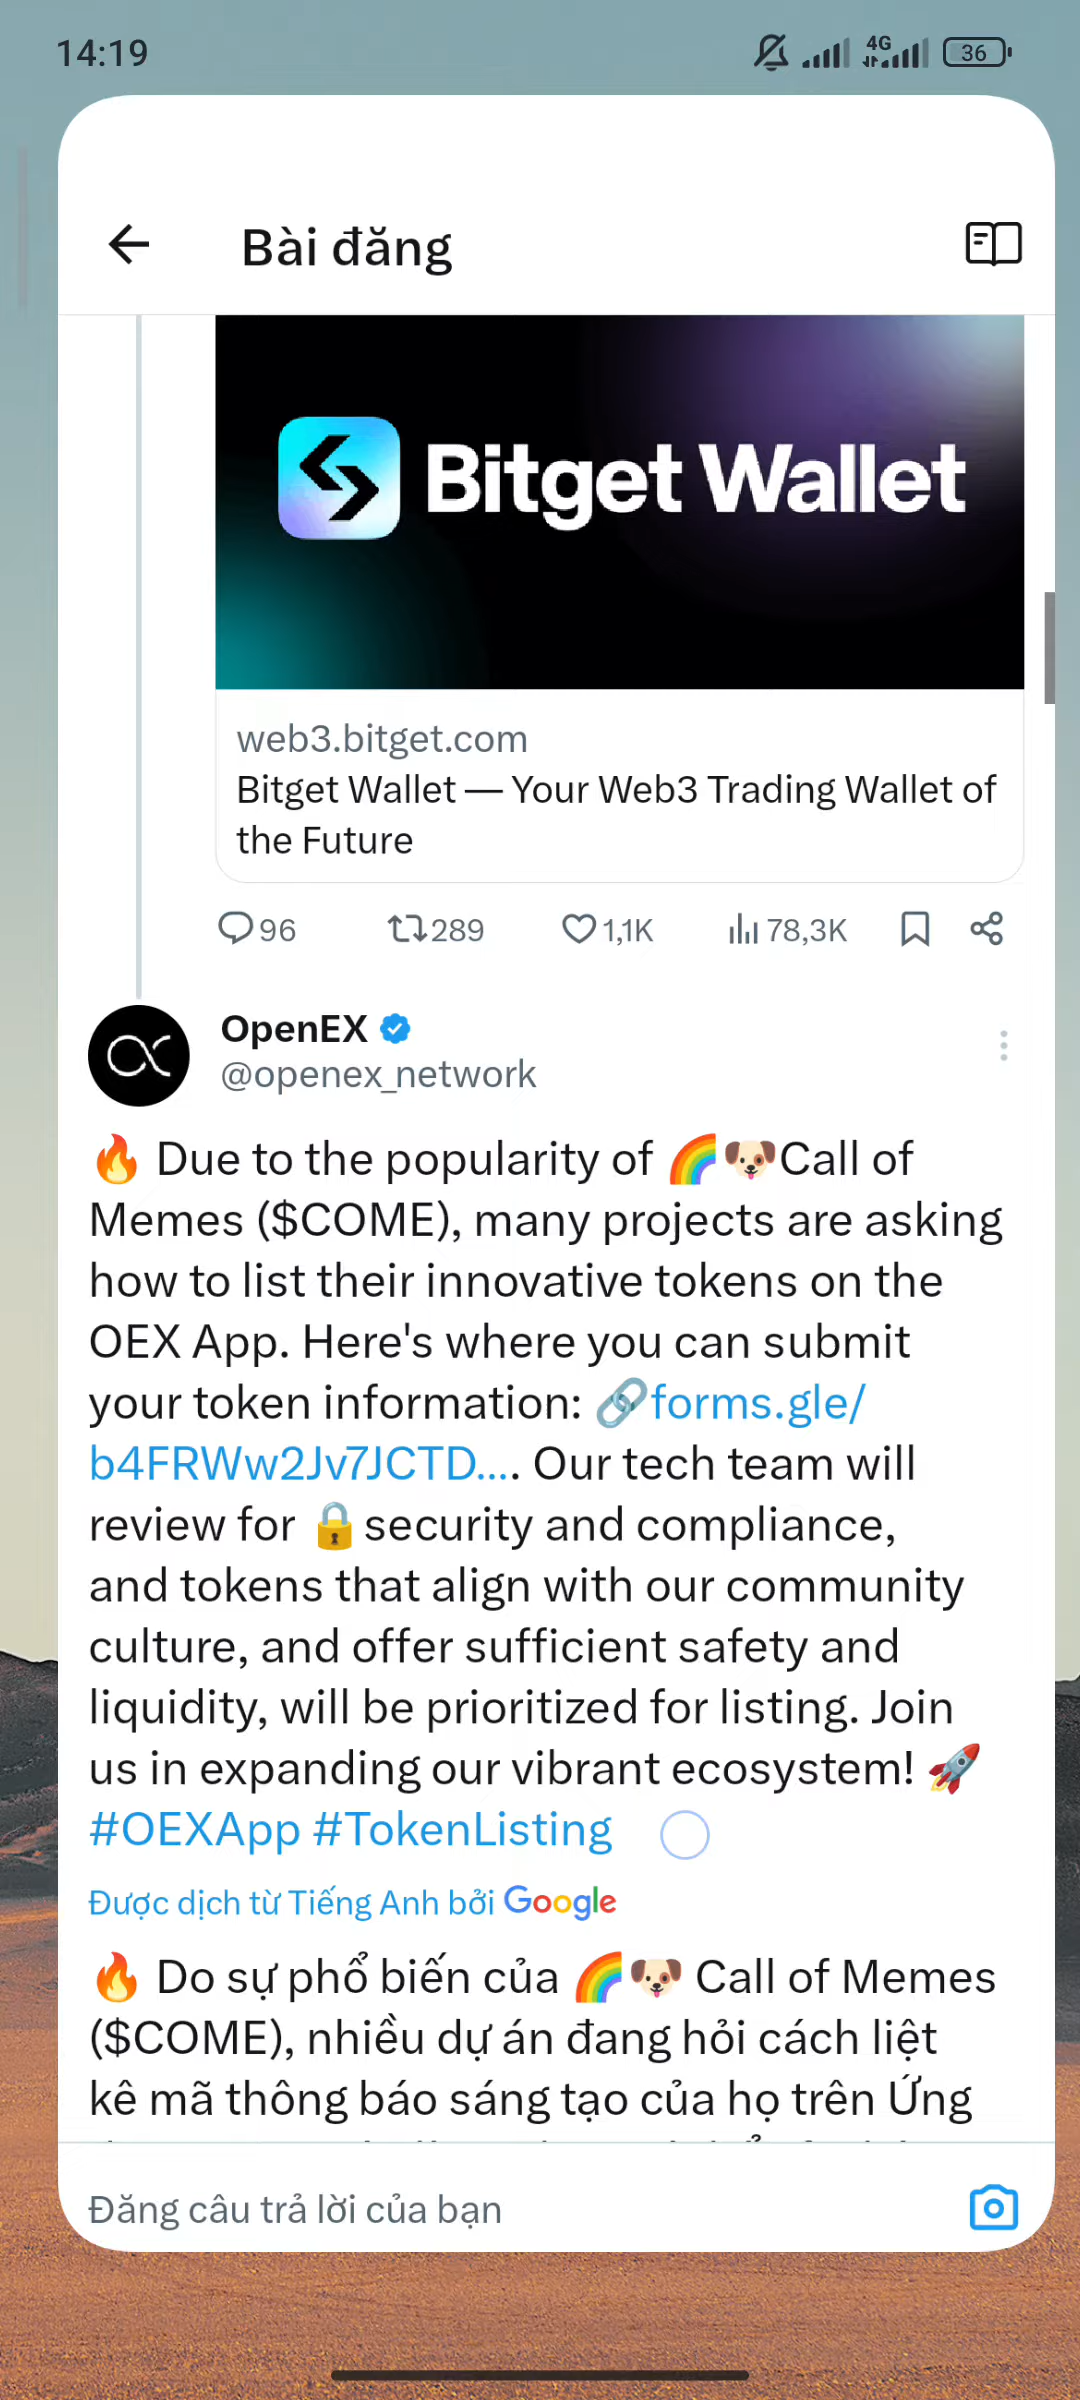 14:19
4G
36
Bài đăng
Bitget Wallet
web3.bitget.com
Bitget Wallet — Your Web3 Trading Wallet of
the Future
96 289 1,1K 78,3K
OpenEX
@openex_network
🔥 Due to the popularity of 🌈🐶Call of
Memes ($COME), many projects are asking
how to list their innovative tokens on the
OEX App. Here's where you can submit
your token information: 🔗forms.gle/
b4FRWw2Jv7JCTD.... Our tech team will
review for 🔒security and compliance,
and tokens that align with our community
culture, and offer sufficient safety and
liquidity, will be prioritized for listing. Join
us in expanding our vibrant ecosystem! 🚀
#OEXApp #TokenListing
Được dịch từ Tiếng Anh bởi Google
🔥 Do sự phổ biến của 🌈🐶 Call of Memes
($COME), nhiều dự án đang hỏi cách liệt
kê mã thông báo sáng tạo của họ trên Ứng
Đăng câu trả lời của bạn